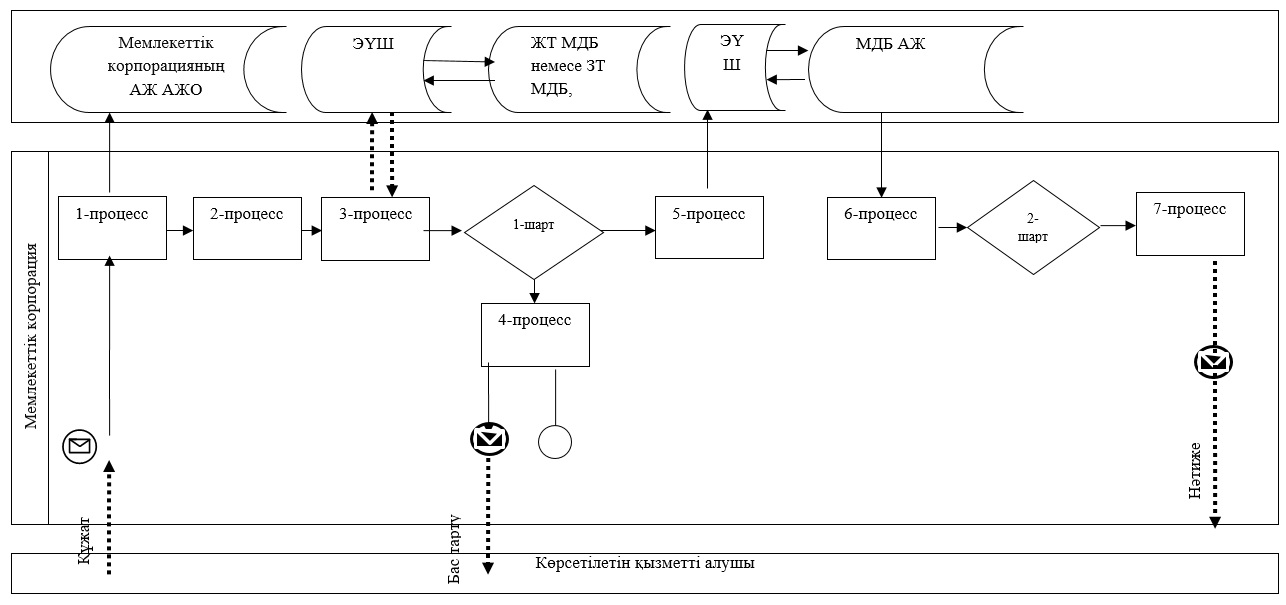 Мемлекеттік
корпорацияның
АЖ АЖО
ЭҮШ
ЖТ МДБ
немесе ЗТ
МДБ,
ЭҮ
Ш
МДБ АЖ
Мемлекеттік корпорация
1-процесс
2-процесс
3-процесс
1-шарт
5-процесс
6-процесс
2-
шарт
7-процесс
4-процесс
Құжат
Бас тарту
Нәтиже
Көрсетілетін қызметті алушы